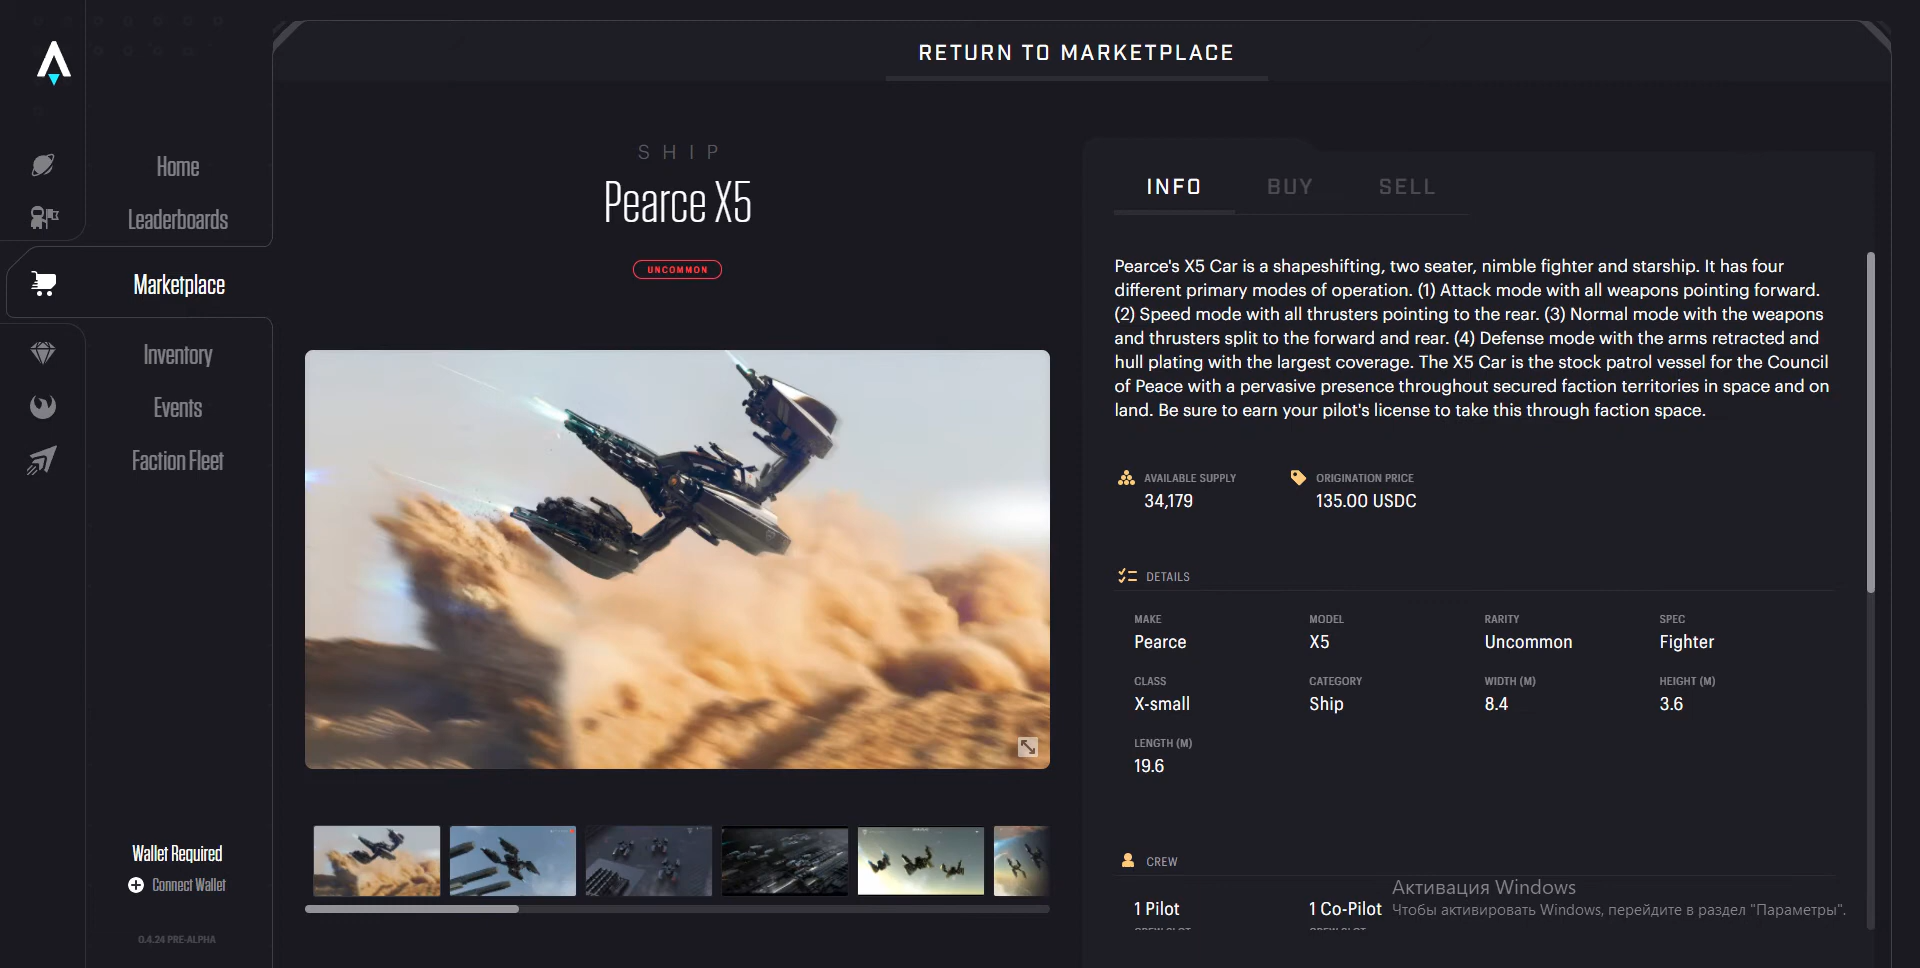 RETURN TO MARKETPLACE
Home
Leaderboards
Marketplace
Inventory
Events
Faction Fleet
Wallet Required
Connect Wallet
0.4.24 PRE-ALPHA
SHIP
Pearce X5
UNCOMMON
INFO BUY SELL
Pearce's X5 Car is a shapeshifting, two seater, nimble fighter and starship. It has four
different primary modes of operation. (1) Attack mode with all weapons pointing forward.
(2) Speed mode with all thrusters pointing to the rear. (3) Normal mode with the weapons
and thrusters split to the forward and rear. (4) Defense mode with the arms retracted and
hull plating with the largest coverage. The X5 Car is the stock patrol vessel for the Council
of Peace with a pervasive presence throughout secured faction territories in space and on
land. Be sure to earn your pilot's license to take this through faction space.
AVAILABLE SUPPLY ORIGINATION PRICE
34,179 135.00 USDC
DETAILS
MAKE MODEL RARITY SPEC
Pearce X5 Uncommon Fighter
CLASS CATEGORY WIDTH (M) HEIGHT (M)
X-small Ship 8.4 3.6
LENGTH (M)
19.6
CREW
1 Pilot 1 Co-Pilot
CREW SLOT CREW SLOT
Активация Windows
Чтобы активировать Windows, перейдите в раздел "Параметры".